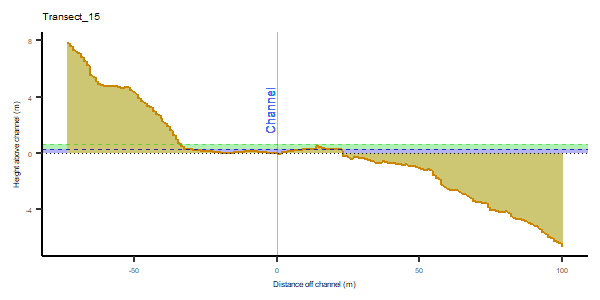 Transect_15
8
4
0
-4
Height above channel (m)
Channel
-50
0
50
100
Distance off channel (m)